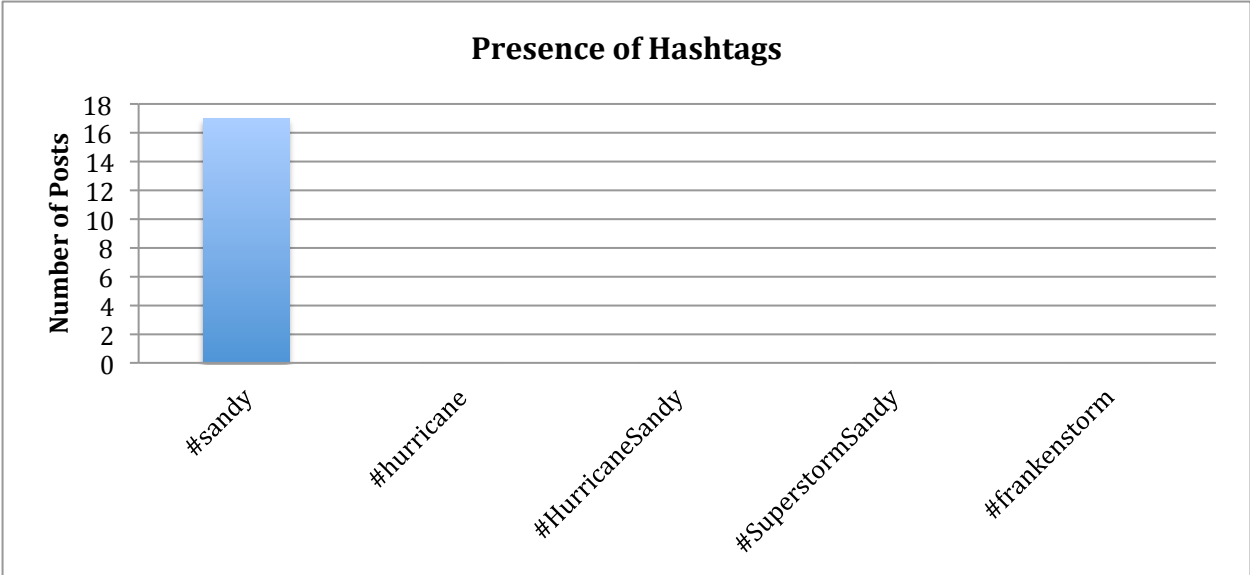 Presence of Hashtags
Number of Posts
18
16
14
12
10
8
6
4
2
0
#sandy
#hurricane
#HurricaneSandy
#SuperstormSandy
#frankenstorm